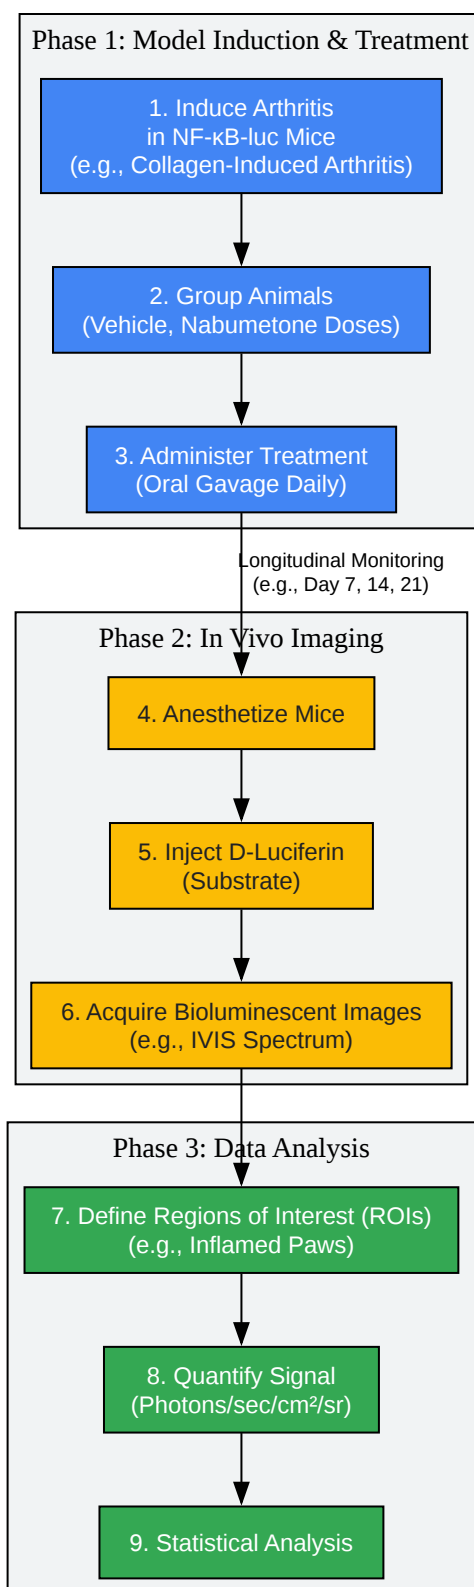 Phase 1: Model Induction & Treatment
1. Induce Arthritis
in NF-κB-luc Mice
(e.g., Collagen-Induced Arthritis)
2. Group Animals
(Vehicle, Nabumetone Doses)
3. Administer Treatment
(Oral Gavage Daily)
Longitudinal Monitoring
(e.g., Day 7, 14, 21)
Phase 2: In Vivo Imaging
4. Anesthetize Mice
5. Inject D-Luciferin
(Substrate)
6. Acquire Bioluminescent Images
(e.g., IVIS Spectrum)
Phase 3: Data Analysis
7. Define Regions of Interest (ROIs)
(e.g., Inflamed Paws)
8. Quantify Signal
(Photons/sec/cm²/sr)
9. Statistical Analysis